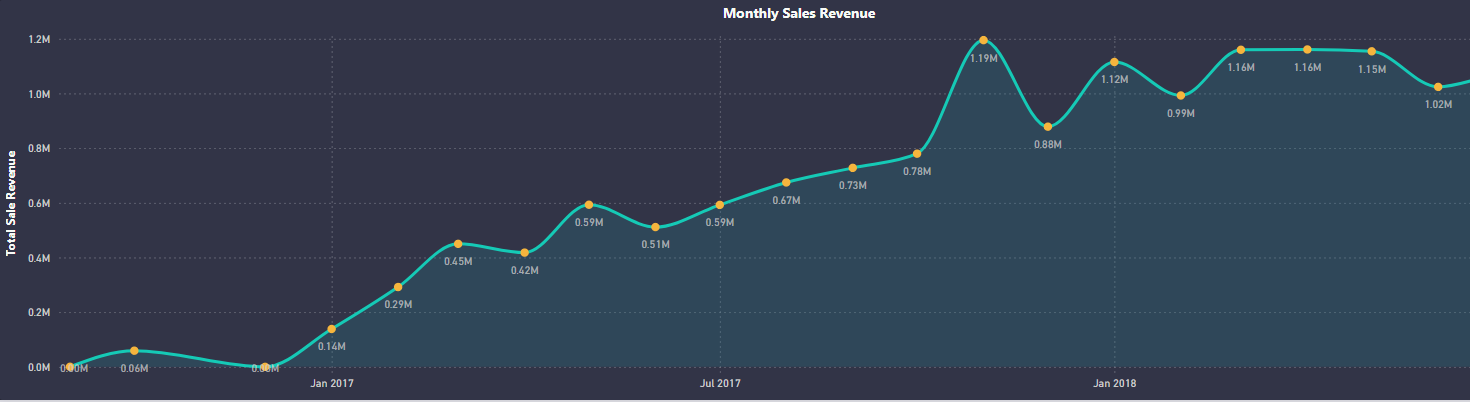 Monthly Sales Revenue
Total Sale Revenue
1.2M
1.0M
0.8M
0.6M
0.4M
0.2M
0.0M
0.00M
0.06M
0.00M
0.14M
0.29M
0.45M
0.42M
0.59M
0.51M
0.59M
0.67M
0.73M
0.78M
1.19M
0.88M
1.12M
0.99M
1.16M
1.16M
1.15M
1.02M
Jan 2017
Jul 2017
Jan 2018